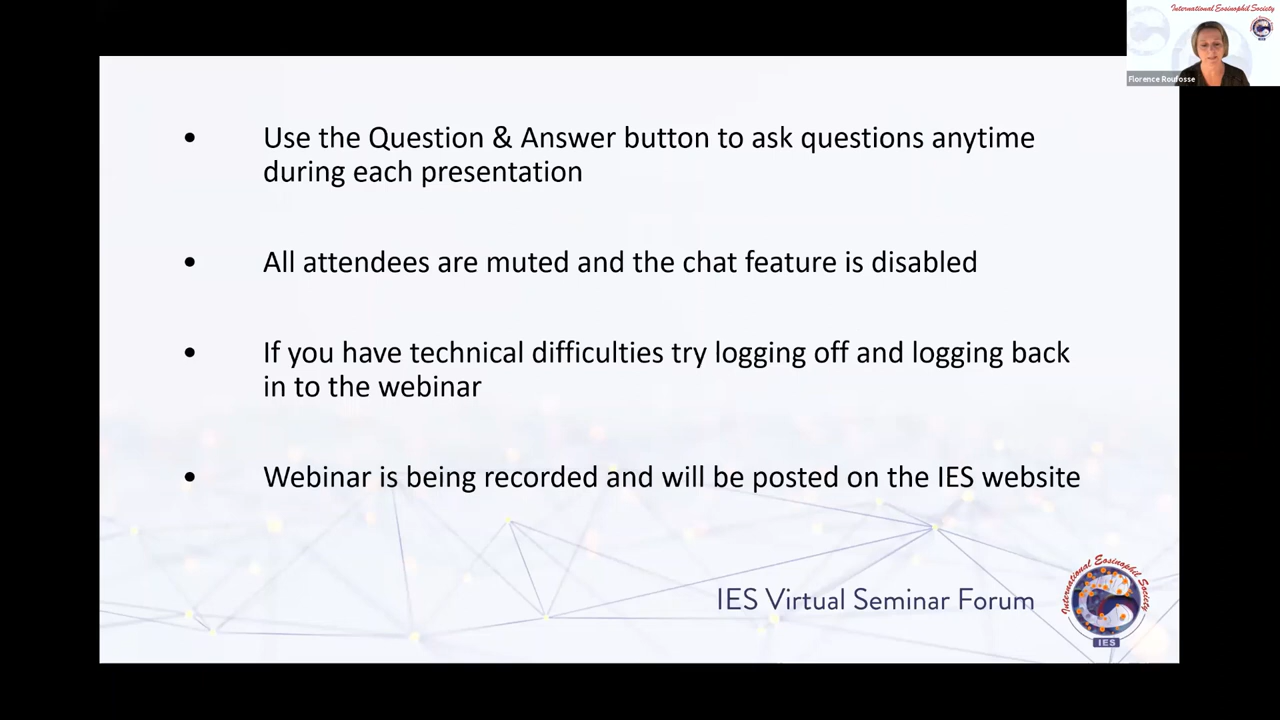 International Eosinophil Society
IES
Florence Roufosse
• Use the Question & Answer button to ask questions anytime
during each presentation
• All attendees are muted and the chat feature is disabled
• If you have technical difficulties try logging off and logging back
in to the webinar
• Webinar is being recorded and will be posted on the IES website
IES Virtual Seminar Forum
International Eosinophil Society
IES